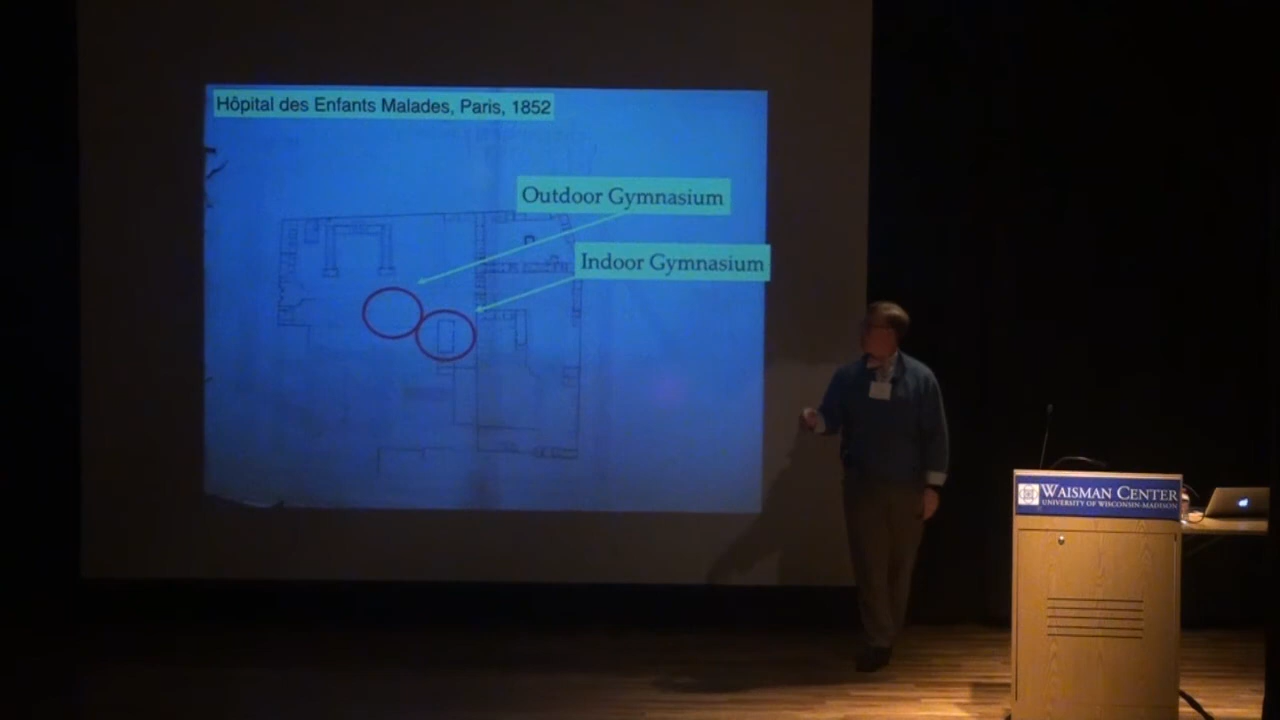 Hôpital des Enfants Malades, Paris, 1852
Outdoor Gymnasium
Indoor Gymnasium
WAISMAN CENTER
UNIVERSITY OF WISCONSIN-MADISON